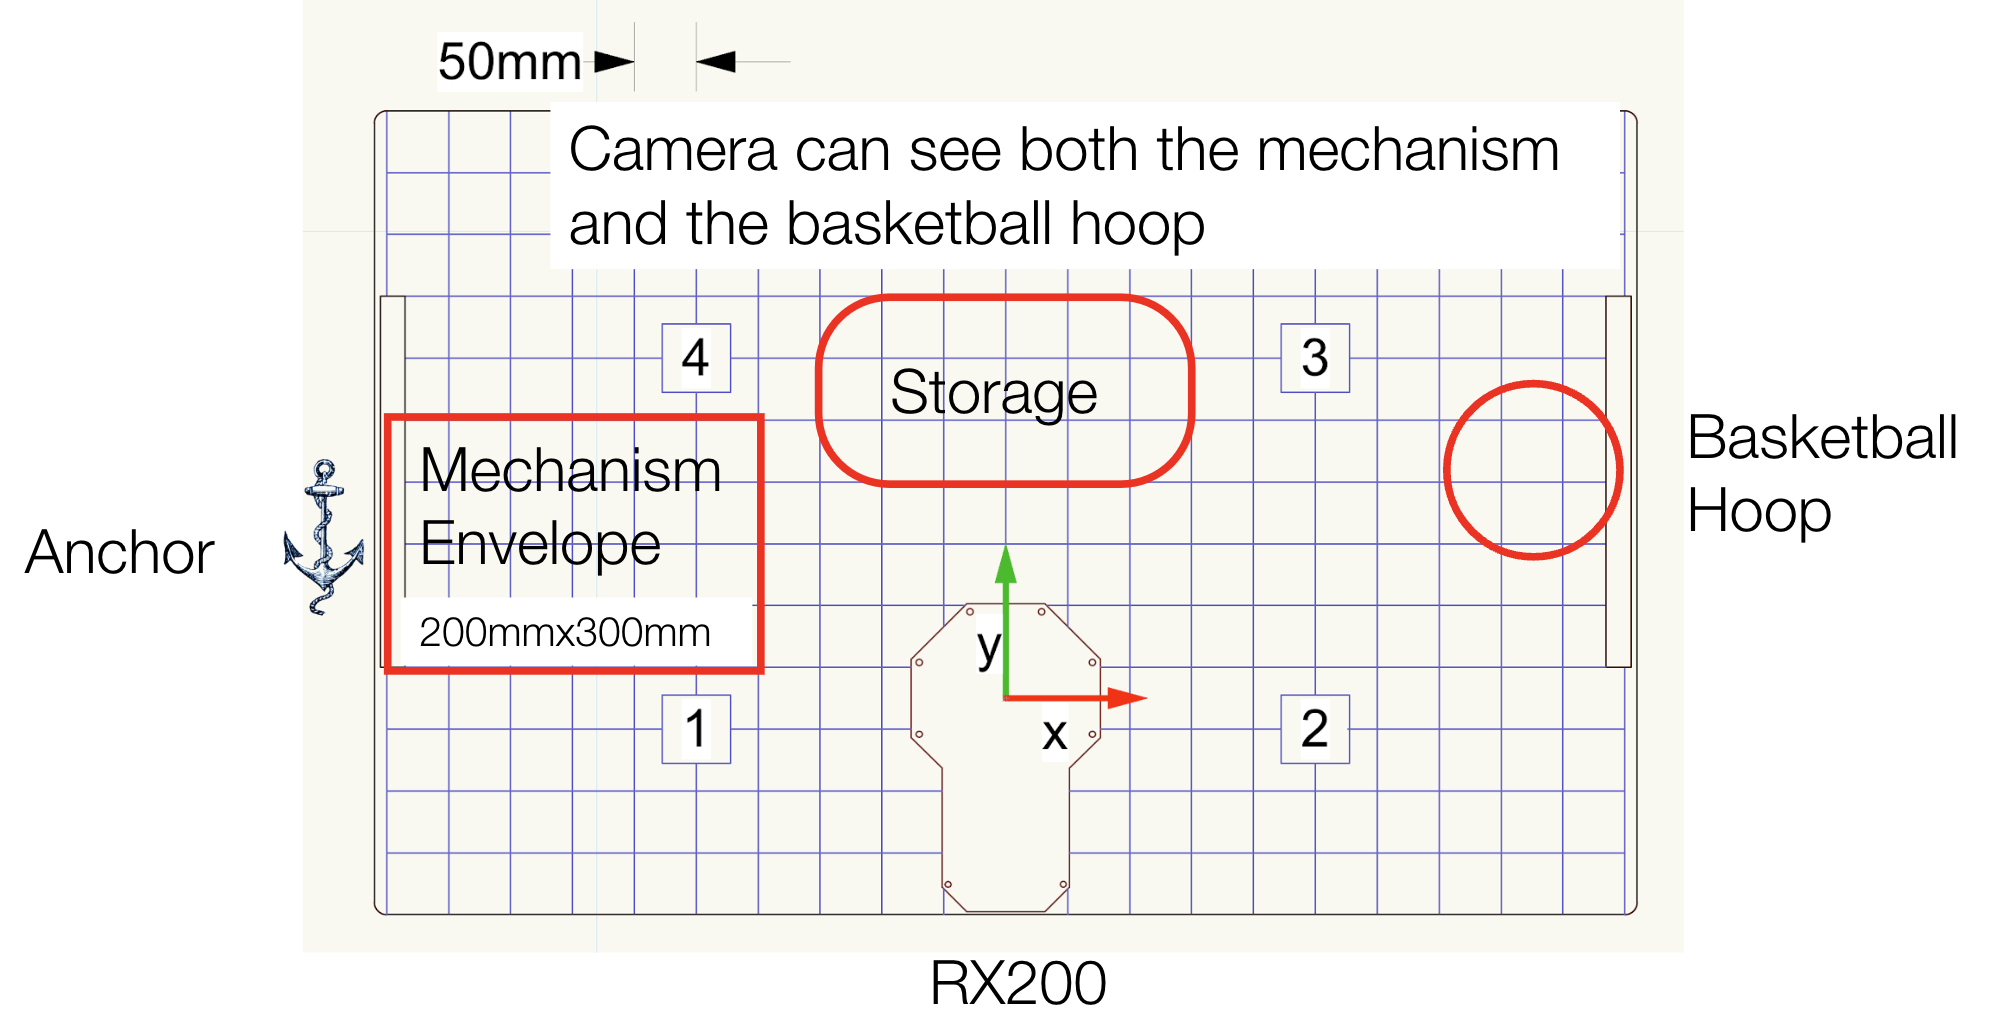 50mm
Camera can see both the mechanism
and the basketball hoop
4
Storage
3
Mechanism
Envelope
200mmx300mm
Anchor
Basketball
Hoop
y
x
1
2
RX200